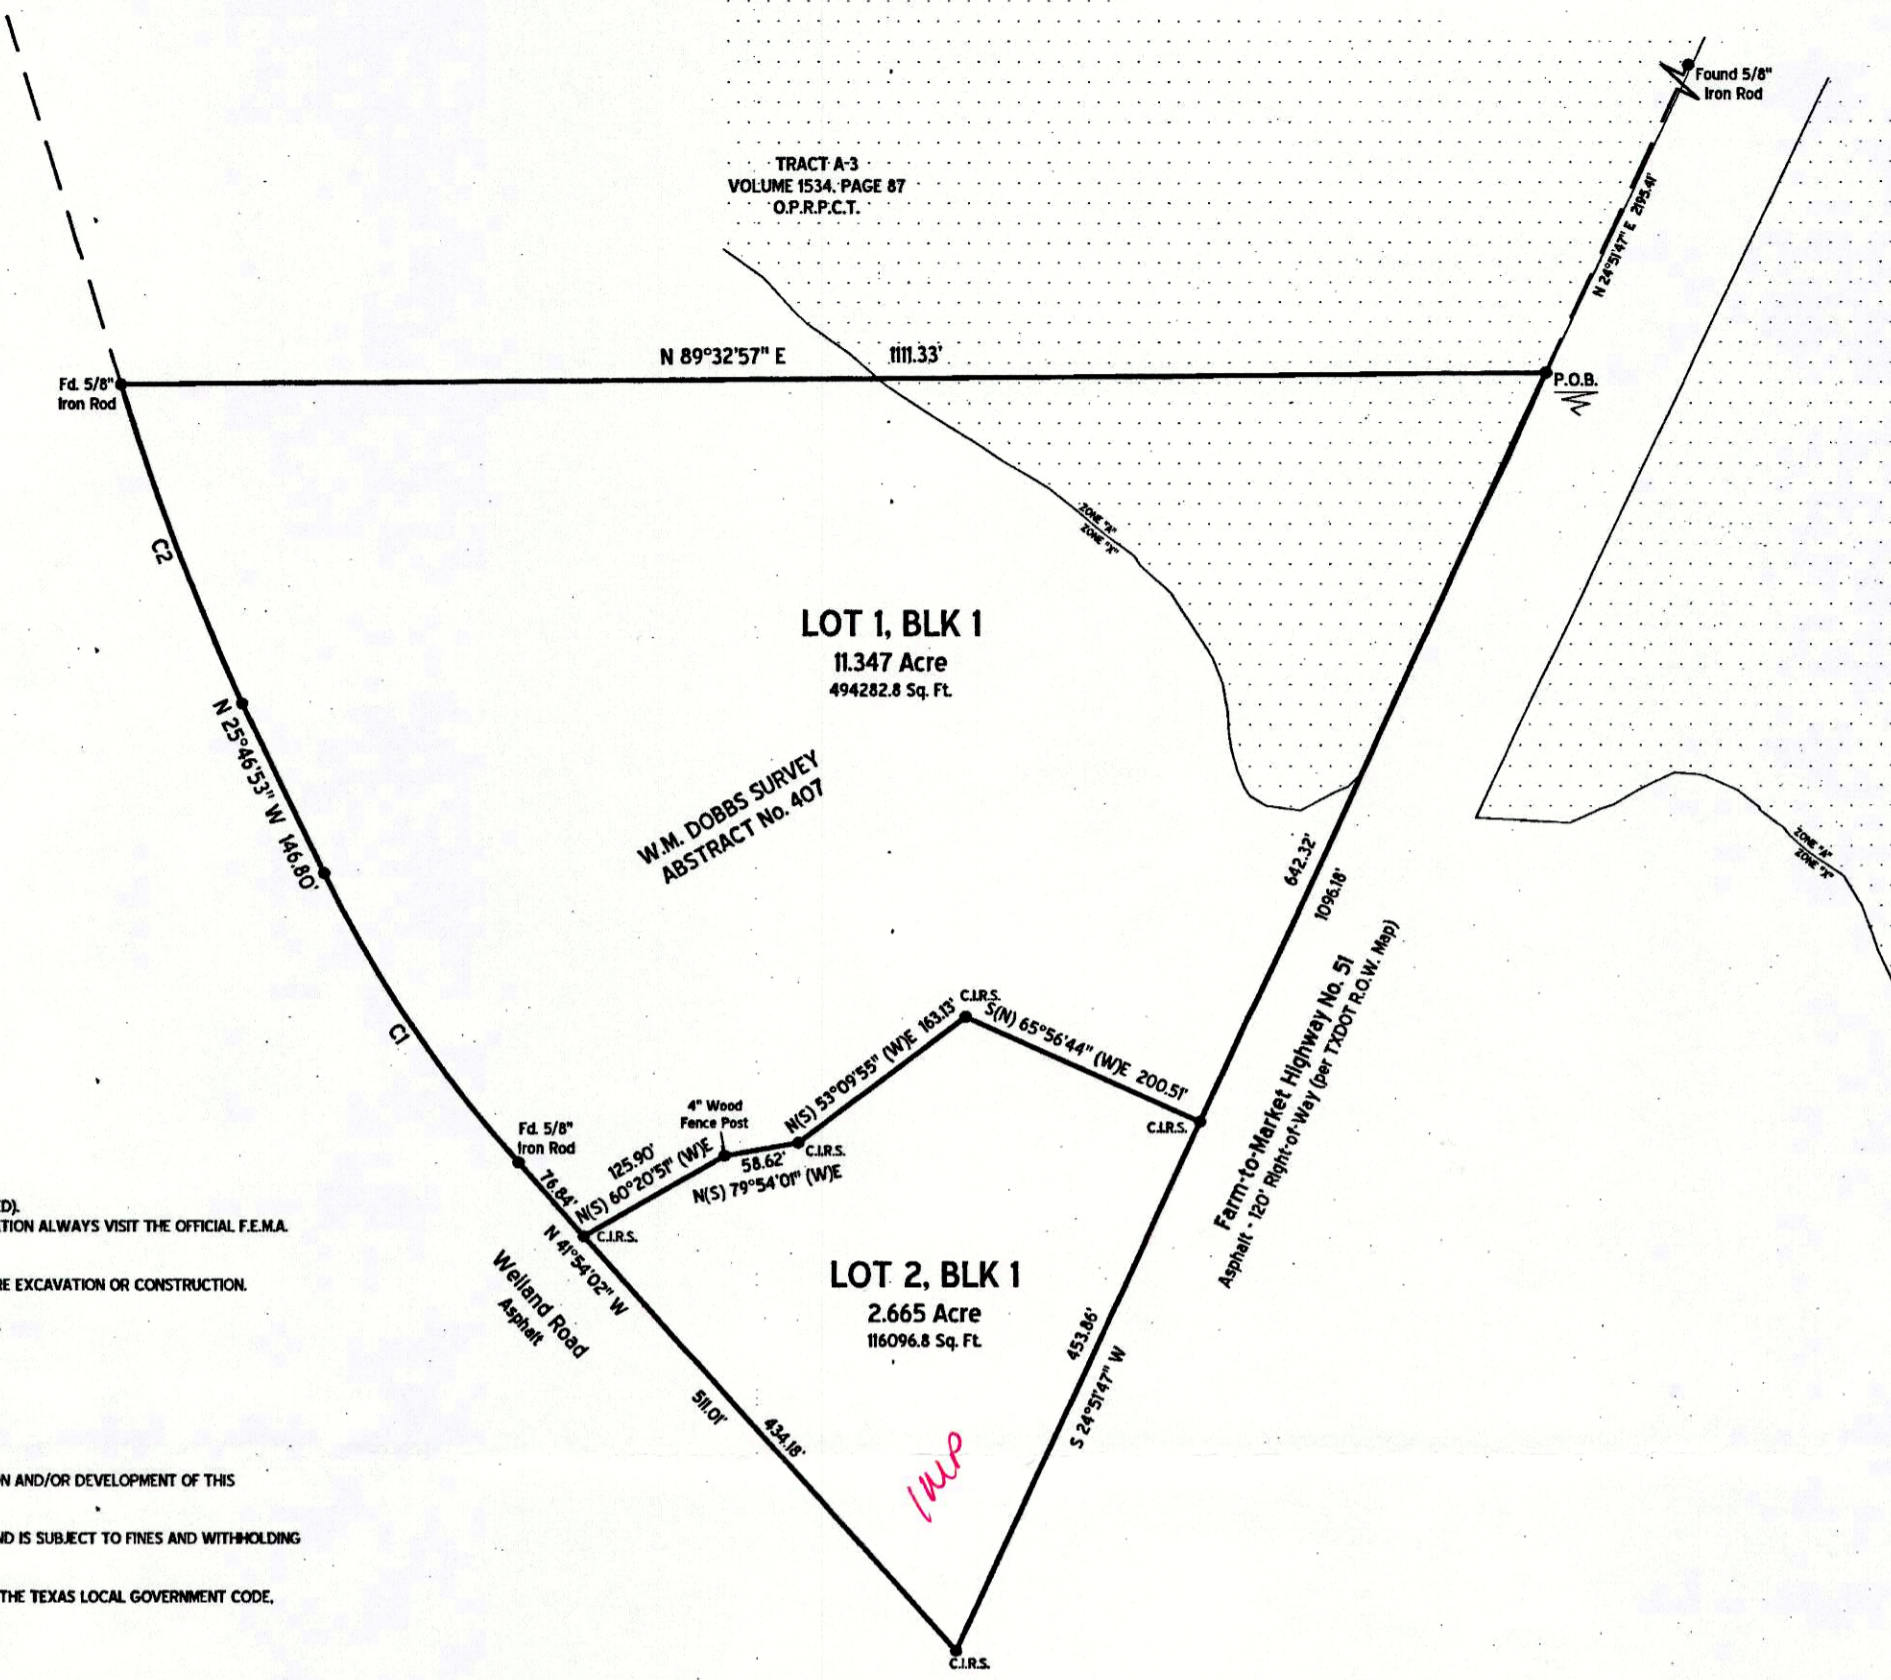 Found 5/8"
Iron Rod
TRACT A-3
VOLUME 1534, PAGE 87
O.P.R.P.C.T.
N 24°51'47" E 2195.41'
N 89°32'57" E 1111.33'
Fd. 5/8"
Iron Rod
P.O.B.
ZONE "A"
ZONE "X"
C2
LOT 1, BLK 1
11.347 Acre
494282.8 Sq. Ft.
N 25°46'53" W 146.80'
W.M. DOBBS SURVEY
ABSTRACT No. 407
ZONE "A"
ZONE "X"
642.32'
1096.18'
C1
C.I.R.S.
S(N) 65°56'44" (W)E 200.51'
N(S) 53°09'55" (W)E 163.13'
Farm-to-Market Highway No. 51
Asphalt - 120' Right-of-Way (per TXDOT R.O.W. Map)
4" Wood
Fence Post
C.I.R.S.
Fd. 5/8"
Iron Rod
125.90'
N(S) 60°20'51" (W)E
C.I.R.S.
58.62'
N(S) 79°54'01" (W)E
76.84'
C.I.R.S.
N 41°54'02" W
Welland Road
Asphalt
ED).
TION ALWAYS VISIT THE OFFICIAL F.E.M.A.
RE EXCAVATION OR CONSTRUCTION.
LOT 2, BLK 1
2.665 Acre
116096.8 Sq. Ft.
453.86'
S 24°51'47" W
511.01'
434.18'
ON AND/OR DEVELOPMENT OF THIS
ND IS SUBJECT TO FINES AND WITHHOLDING
THE TEXAS LOCAL GOVERNMENT CODE,
C.I.R.S.